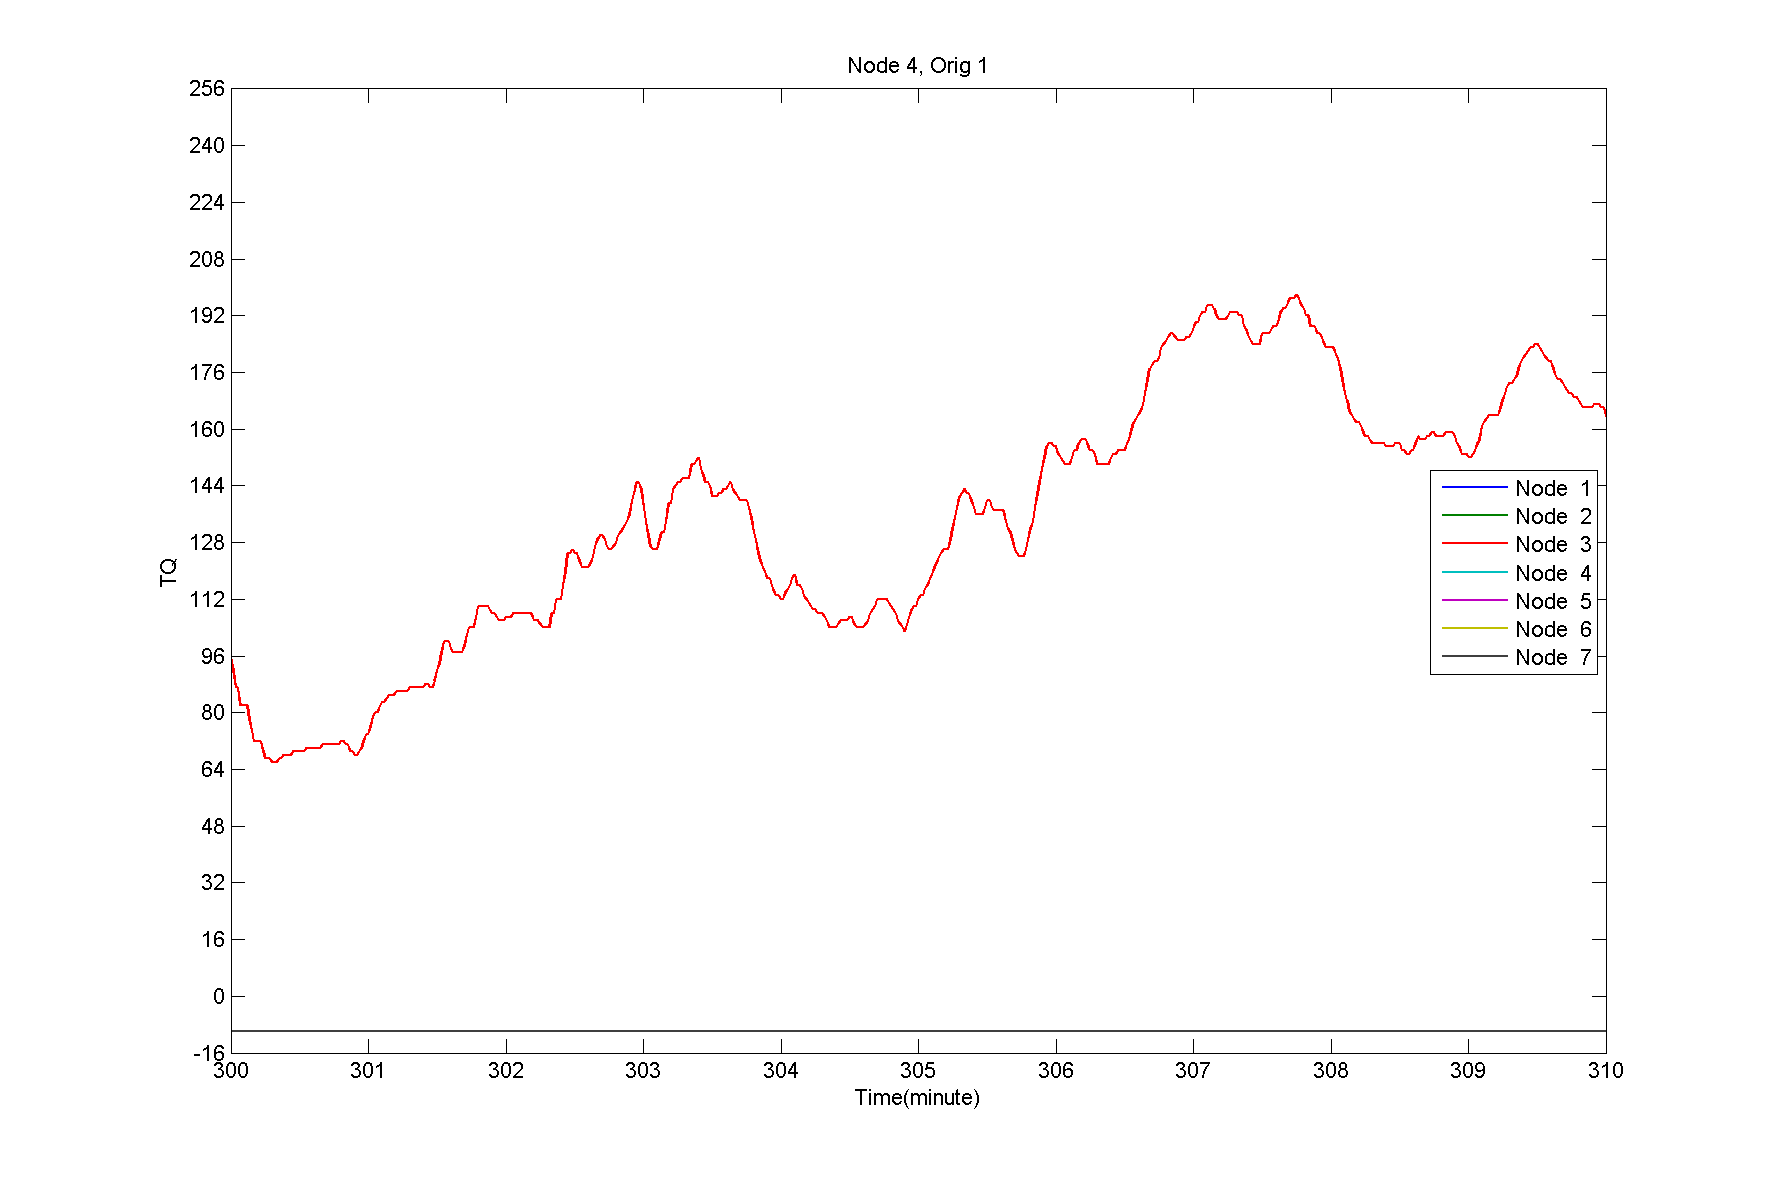 Node 4, Orig 1
256
240
224
208
192
176
160
144
128
112
96
80
64
48
32
16
0
-16
TQ
300 301 302 303 304 305 306 307 308 309 310
Time(minute)
Node 1
Node 2
Node 3
Node 4
Node 5
Node 6
Node 7